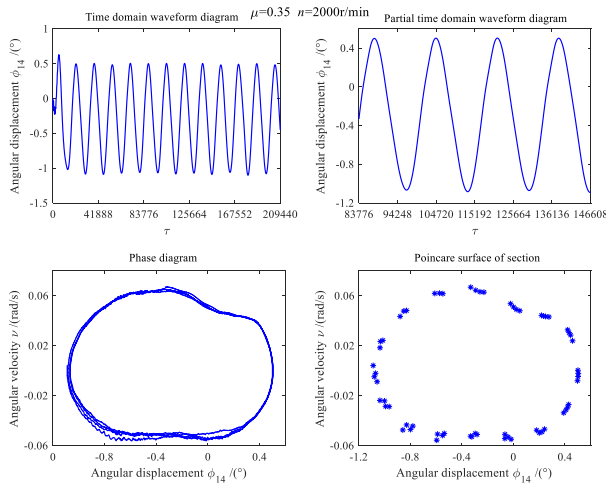 μ=0.35 n=2000r/min
Time domain waveform diagram
Angular displacement ϕ14 /(°)
1
0.5
0
-0.5
-1
-1.5
0 41888 83776 125664 167552 209440
τ
Partial time domain waveform diagram
Angular displacement ϕ14 /(°)
0.4
0
-0.4
-0.8
-1.2
83776 94248 104720 115192 125664 136136 146608
τ
Phase diagram
Angular velocity ν /(rad/s)
0.06
0.02
-0.02
-0.06
0 -0.8 -0.4 0 0.4
Angular displacement ϕ14 /(°)
Poincare surface of section
Angular velocity ν /(rad/s)
0.06
0.02
-0.02
-0.06
-1.2 -0.8 -0.4 0 0.4
Angular displacement ϕ14 /(°)